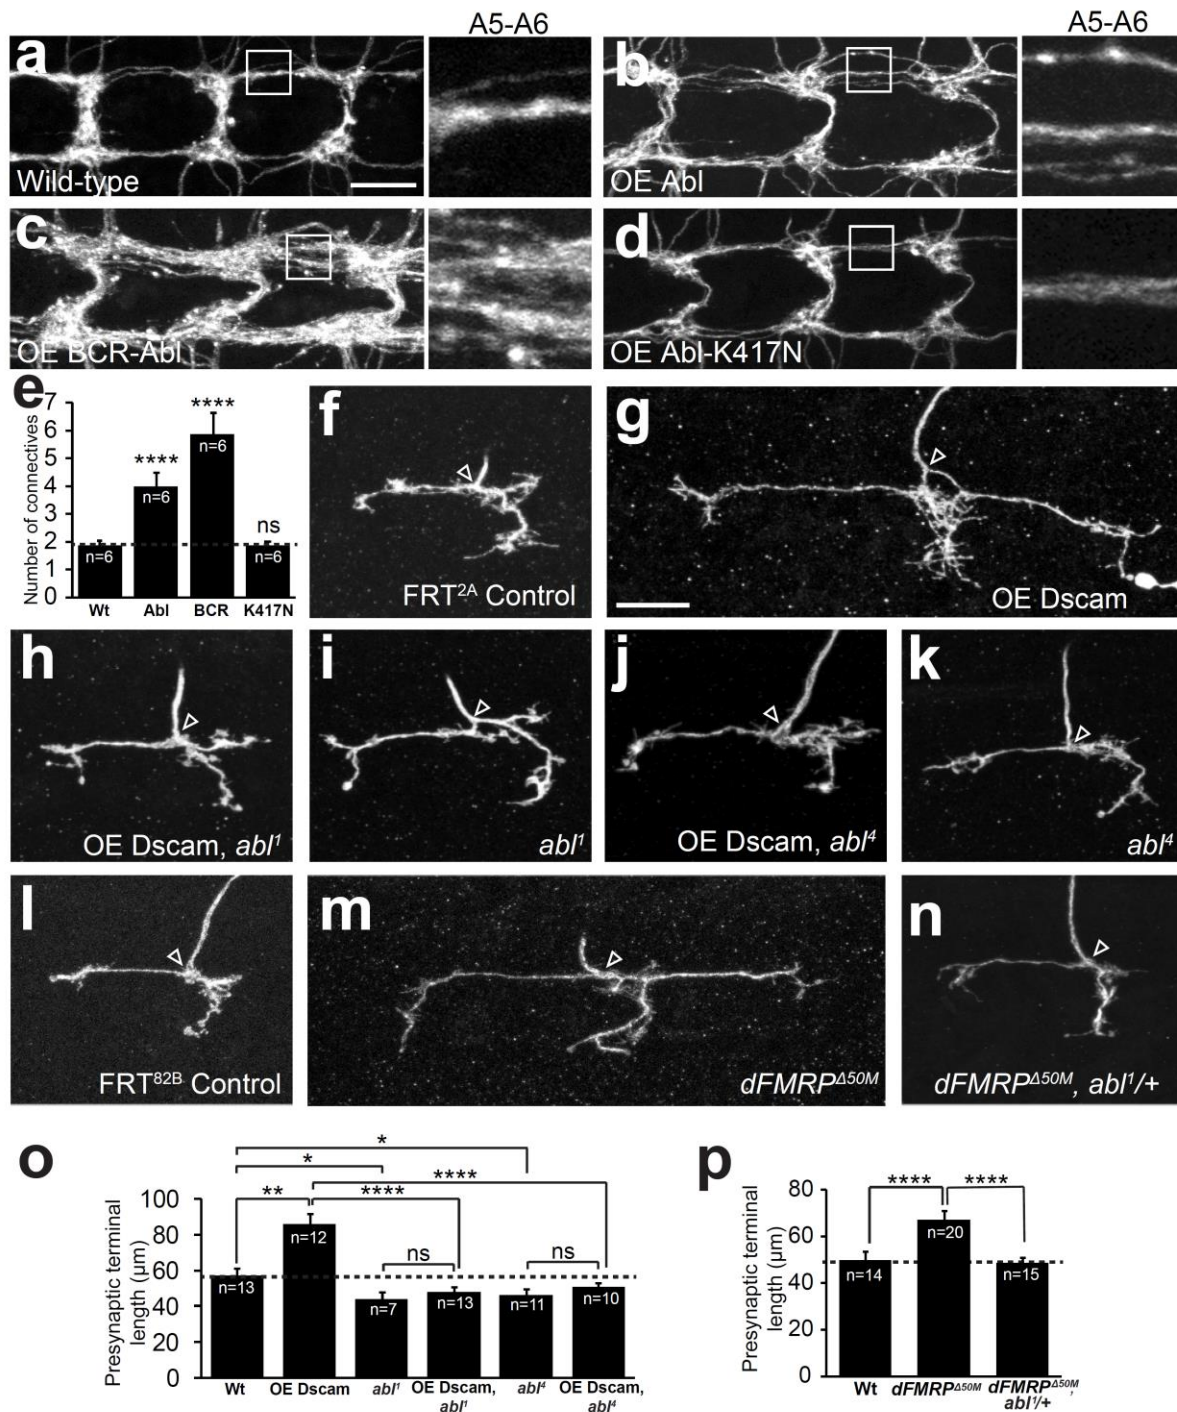 A5-A6
A5-A6
a
Wild-type
b
OE Abl
c
OE BCR-Abl
d
OE Abl-K417N
e
Number of connectives
7
6
5
4
3
2
1
0
****
****
ns
n=6
n=6
n=6
n=6
Wt
Abl
BCR
K417N
f
FRT2A Control
g
OE Dscam
h
OE Dscam, abl1
i
abl1
j
OE Dscam, abl4
k
abl4
l
FRT82B Control
m
dFMRPΔ50M
n
dFMRPΔ50M, abl1/+
o
Presynaptic terminal
length (µm)
100
80
60
40
20
0
*
*
****
**
****
ns
ns
n=13
n=12
n=7
n=13
n=11
n=10
Wt
OE Dscam
abl1
OE Dscam,
abl1
abl4
OE Dscam,
abl4
p
Presynaptic terminal
length (µm)
80
60
40
20
0
****
****
n=14
n=20
n=15
Wt
dFMRPΔ50M
dFMRPΔ50M,
abl1/+